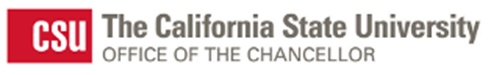 CSU The California State University
OFFICE OF THE CHANCELLOR